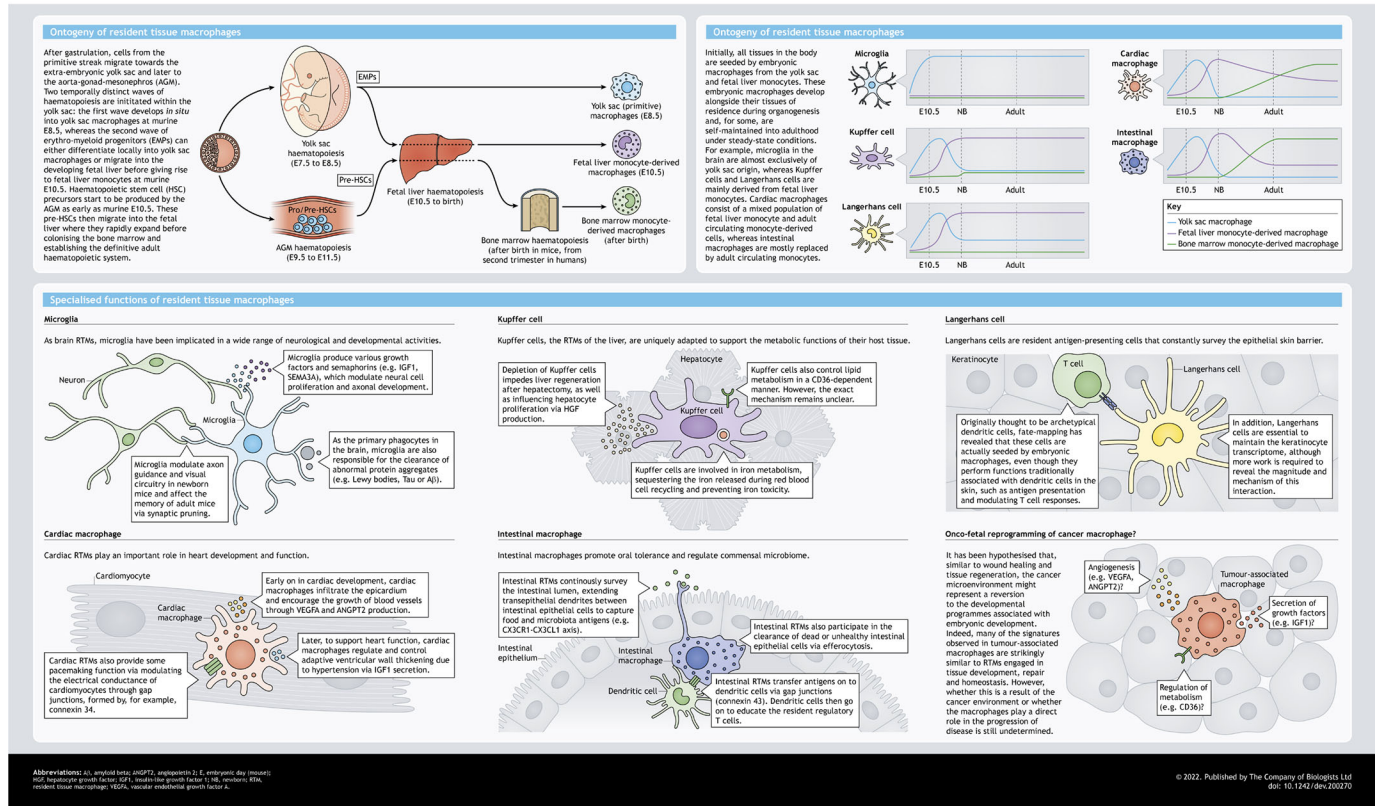 Ontogeny of resident tissue macrophages
After gastrulation, cells from the
primitive streak migrate towards the
extra-embryonic yolk sac and later to
the aorta-gonad-mesonephros (AGM).
Two temporally distinct waves of
haematopoiesis are inititated within the
yolk sac: the first wave develops in situ
into yolk sac macrophages at murine
E8.5, whereas the second wave of
erythro-myeloid progenitors (EMPs) can
either differentiate locally into yolk sac
macrophages or migrate into the
developing fetal liver before giving rise
to fetal liver monocytes at murine
E10.5. Haematopoietic stem cell (HSC)
precursors start to be produced by the
AGM as early as murine E10.5. These
pre-HSCs then migrate into the fetal
liver where they rapidly expand before
colonising the bone marrow and
establishing the definitive adult
haematopoietic system.
EMPs
Yolk sac
haematopoiesis
(E7.5 to E8.5)
Pre-HSCs
Pro/Pre-HSCs
AGM haematopoiesis
(E9.5 to E11.5)
Fetal liver haematopoiesis
(E10.5 to birth)
Bone marrow haematopoiesis
(after birth in mice, from
second trimester in humans)
Yolk sac (primitive)
macrophages (E8.5)
Fetal liver monocyte-derived
macrophages (E10.5)
Bone marrow monocyte-
derived macrophages
(after birth)
Ontogeny of resident tissue macrophages
Initially, all tissues in the body
are seeded by embryonic
macrophages from the yolk sac
and fetal liver monocytes. These
embryonic macrophages develop
alongside their tissues of
residence during organogenesis
and, for some, are
self-maintained into adulthood
under steady-state conditions.
For example, microglia in the
brain are almost exclusively of
yolk sac origin, whereas Kupffer
cells and Langerhans cells are
mainly derived from fetal liver
monocytes. Cardiac macrophages
consist of a mixed population of
fetal liver monocyte and adult
circulating monocyte-derived
cells, whereas intestinal
macrophages are mostly replaced
by adult circulating monocytes.
Microglia
E10.5 NB Adult
Kupffer cell
E10.5 NB Adult
Langerhans cell
E10.5 NB Adult
Cardiac
macrophage
E10.5 NB Adult
Intestinal
macrophage
E10.5 NB Adult
Key
Yolk sac macrophage
Fetal liver monocyte-derived macrophage
Bone marrow monocyte-derived macrophage
Specialised functions of resident tissue macrophages
Microglia
As brain RTMs, microglia have been implicated in a wide range of neurological and developmental activities.
Neuron
Microglia
Microglia produce various growth
factors and semaphorins (e.g. IGF1,
SEMA3A), which modulate neural cell
proliferation and axonal development.
As the primary phagocytes in
the brain, microglia are also
responsible for the clearance of
abnormal protein aggregates
(e.g. Lewy bodies, Tau or Aβ).
Microglia modulate axon
guidance and visual
circuitry in newborn
mice and affect the
memory of adult mice
via synaptic pruning.
Kupffer cell
Kupffer cells, the RTMs of the liver, are uniquely adapted to support the metabolic functions of their host tissue.
Hepatocyte
Depletion of Kupffer cells
impedes liver regeneration
after hepatectomy, as well
as influencing hepatocyte
proliferation via HGF
production.
Kupffer cells also control lipid
metabolism in a CD36-dependent
manner. However, the exact
mechanism remains unclear.
Kupffer cell
Kupffer cells are involved in iron metabolism,
sequestering the iron released during red blood
cell recycling and preventing iron toxicity.
Langerhans cell
Langerhans cells are resident antigen-presenting cells that constantly survey the epithelial skin barrier.
Keratinocyte
T cell
Langerhans cell
Originally thought to be archetypical
dendritic cells, fate-mapping has
revealed that these cells are
actually seeded by embryonic
macrophages, even though they
perform functions traditionally
associated with dendritic cells in the
skin, such as antigen presentation
and modulating T cell responses.
In addition, Langerhans
cells are essential to
maintain the keratinocyte
transcriptome, although
more work is required to
reveal the magnitude and
mechanism of this
interaction.
Cardiac macrophage
Cardiac RTMs play an important role in heart development and function.
Cardiomyocyte
Cardiac
macrophage
Early on in cardiac development, cardiac
macrophages infiltrate the epicardium
and encourage the growth of blood vessels
through VEGFA and ANGPT2 production.
Later, to support heart function, cardiac
macrophages regulate and control
adaptive ventricular wall thickening due
to hypertension via IGF1 secretion.
Cardiac RTMs also provide some
pacemaking function via modulating
the electrical conductance of
cardiomyocytes through gap
junctions, formed by, for example,
connexin 34.
Intestinal macrophage
Intestinal macrophages promote oral tolerance and regulate commensal microbiome.
Intestinal RTMs continously survey
the intestinal lumen, extending
transepithelial dendrites between
intestinal epithelial cells to capture
food and microbiota antigens (e.g.
CX3CR1-CX3CL1 axis).
Intestinal RTMs also participate in the
clearance of dead or unhealthy intestinal
epithelial cells via efferocytosis.
Intestinal
epithelium
Intestinal
macrophage
Dendritic cell
Intestinal RTMs transfer antigens on to
dendritic cells via gap junctions
(connexin 43). Dendritic cells then go
on to educate the resident regulatory
T cells.
Onco-fetal reprogramming of cancer macrophage?
It has been hypothesised that,
similar to wound healing and
tissue regeneration, the cancer
microenvironment might
represent a reversion
to the developmental
programmes associated with
embryonic development.
Indeed, many of the signatures
observed in tumour-associated
macrophages are strikingly
similar to RTMs engaged in
tissue development, repair
and homeostasis. However,
whether this is a result of the
cancer environment or whether
the macrophages play a direct
role in the progression of
disease is still undetermined.
Angiogenesis
(e.g. VEGFA,
ANGPT2)?
Tumour-associated
macrophage
Secretion of
growth factors
(e.g. IGF1)?
Regulation of
metabolism
(e.g. CD36)?
Abbreviations: Aβ, amyloid beta; ANGPT2, angiopoietin 2; E, embryonic day (mouse);
HGF, hepatocyte growth factor; IGF1, insulin-like growth factor 1; NB, newborn; RTM,
resident tissue macrophage; VEGFA, vascular endothelial growth factor A.
© 2022. Published by The Company of Biologists Ltd
doi: 10.1242/dev.200270